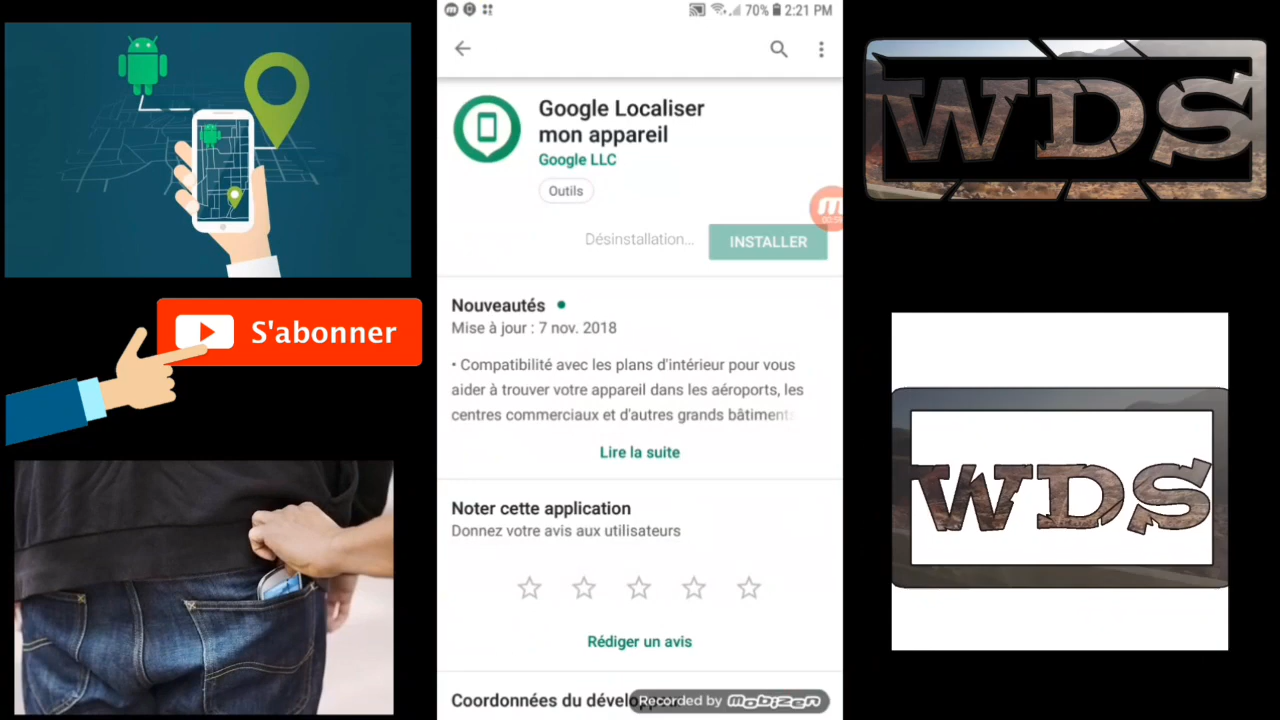 70% 2:21 PM
Google Localiser
mon appareil
Google LLC
Outils
Désinstallation...
INSTALLER
Nouveautés
Mise à jour : 7 nov. 2018
• Compatibilité avec les plans d'intérieur pour vous
aider à trouver votre appareil dans les aéroports, les
centres commerciaux et d'autres grands bâtiments
Lire la suite
Noter cette application
Donnez votre avis aux utilisateurs
Rédiger un avis
Coordonnées du
Recorded by mobizen
S'abonner
WDS
WDS